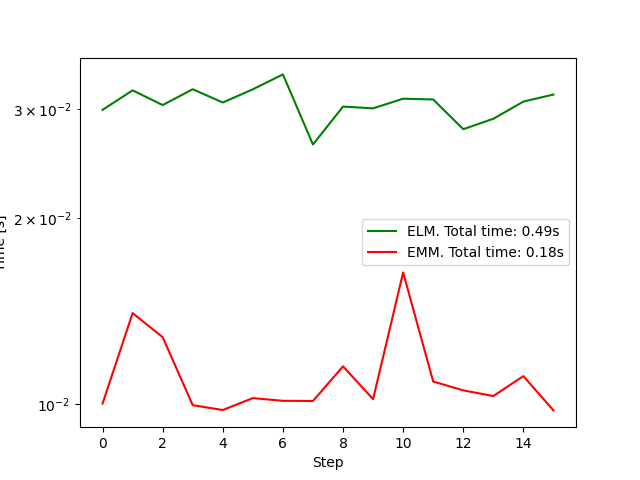 3 × 10⁻²
2 × 10⁻²
10⁻²
Time [s]
ELM. Total time: 0.49s
EMM. Total time: 0.18s
0 2 4 6 8 10 12 14
Step